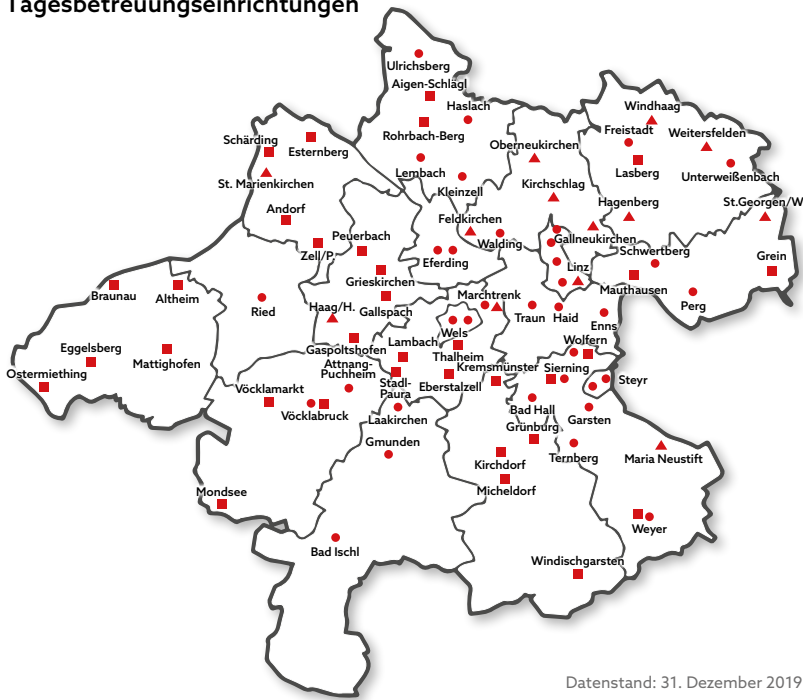 Tagesbetreuungseinrichtungen
Ulrichsberg
Aigen-Schlägl
Haslach
Rohrbach-Berg
Lembach
Kleinzell
Schärding
Esternberg
St. Marienkirchen
Andorf
Zell/P.
Peuerbach
Grieskirchen
Gallspach
Haag/H.
Gaspoltshofen
Ried
Feldkirchen
Walding
Eferding
Oberneukirchen
Kirchschlag
Gallneukirchen
Linz
Windhaag
Freistadt
Weitersfelden
Lasberg
Unterweißenbach
Hagenberg
St.Georgen/W
Schwertberg
Mauthausen
Grein
Perg
Braunau
Altheim
Eggelsberg
Mattighofen
Ostermiething
Marchtrenk
Traun
Haid
Enns
Wels
Thalheim
Lambach
Stadl-
Paura
Eberstalzell
Kremsmünster
Wolfern
Sierning
Steyr
Bad Hall
Garsten
Grünburg
Ternberg
Attnang-
Puchheim
Vöcklamarkt
Vöcklabruck
Laakirchen
Gmunden
Kirchdorf
Micheldorf
Maria Neustift
Mondsee
Weyer
Bad Ischl
Windischgarsten
Datenstand: 31. Dezember 2019